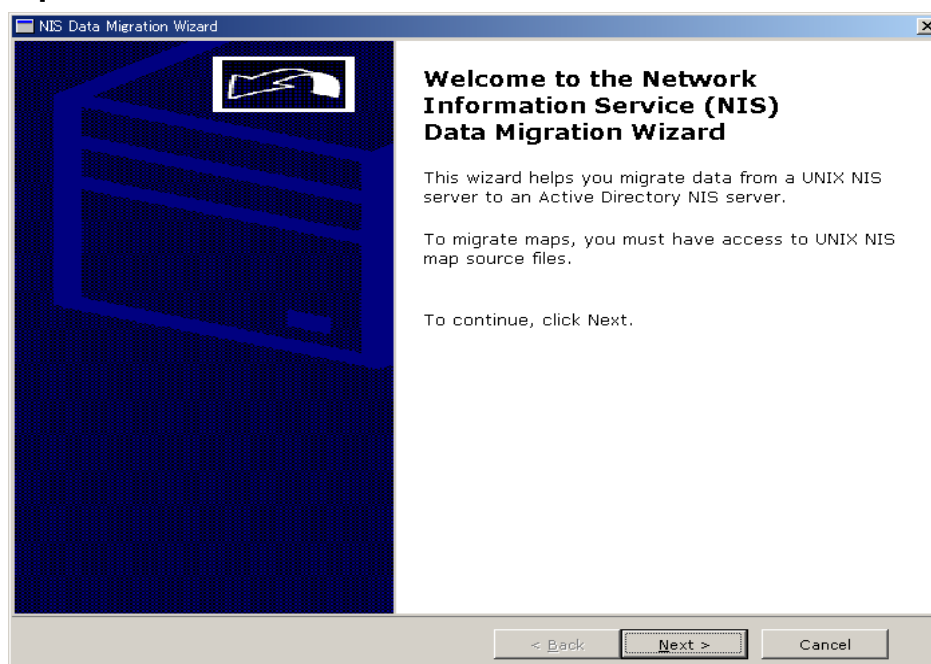 NIS Data Migration Wizard
Welcome to the Network
Information Service (NIS)
Data Migration Wizard
This wizard helps you migrate data from a UNIX NIS
server to an Active Directory NIS server.
To migrate maps, you must have access to UNIX NIS
map source files.
To continue, click Next.
< Back
Next >
Cancel